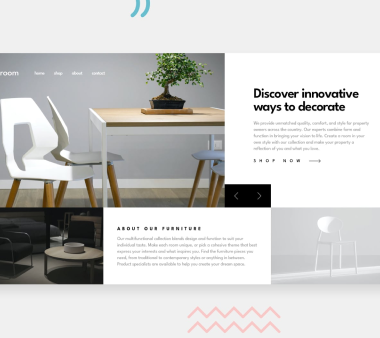 room
home shop about contact
Discover innovative
ways to decorate
We provide unmatched quality, comfort, and style for property
owners across the country. Our experts combine form and
function in bringing your vision to life. Create a room in your
own style with our collection and make your property a
reflection of you and what you love.
SHOP NOW
ABOUT OUR FURNITURE
Our multifunctional collection blends design and function to suit your
individual taste. Make each room unique, or pick a cohesive theme that best
express your interests and what inspires you. Find the furniture pieces you
need, from traditional to contemporary styles or anything in between.
Product specialists are available to help you create your dream space.